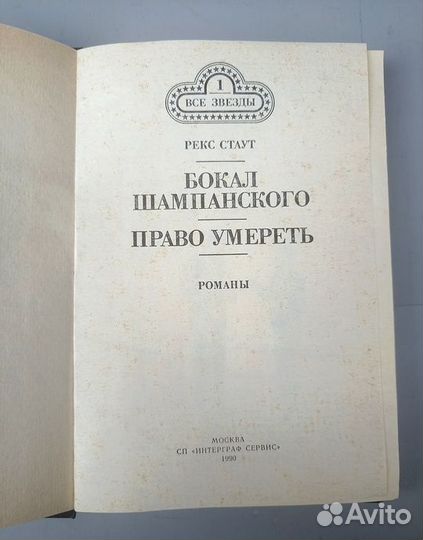 1
ВСЕ ЗВЕЗДЫ
РЕКС СТАУТ
БОКАЛ
ШАМПАНСКОГО
ПРАВО УМЕРЕТЬ
РОМАНЫ
МОСКВА
СП «ИНТЕРГРАФ СЕРВИС»
1990
Avito